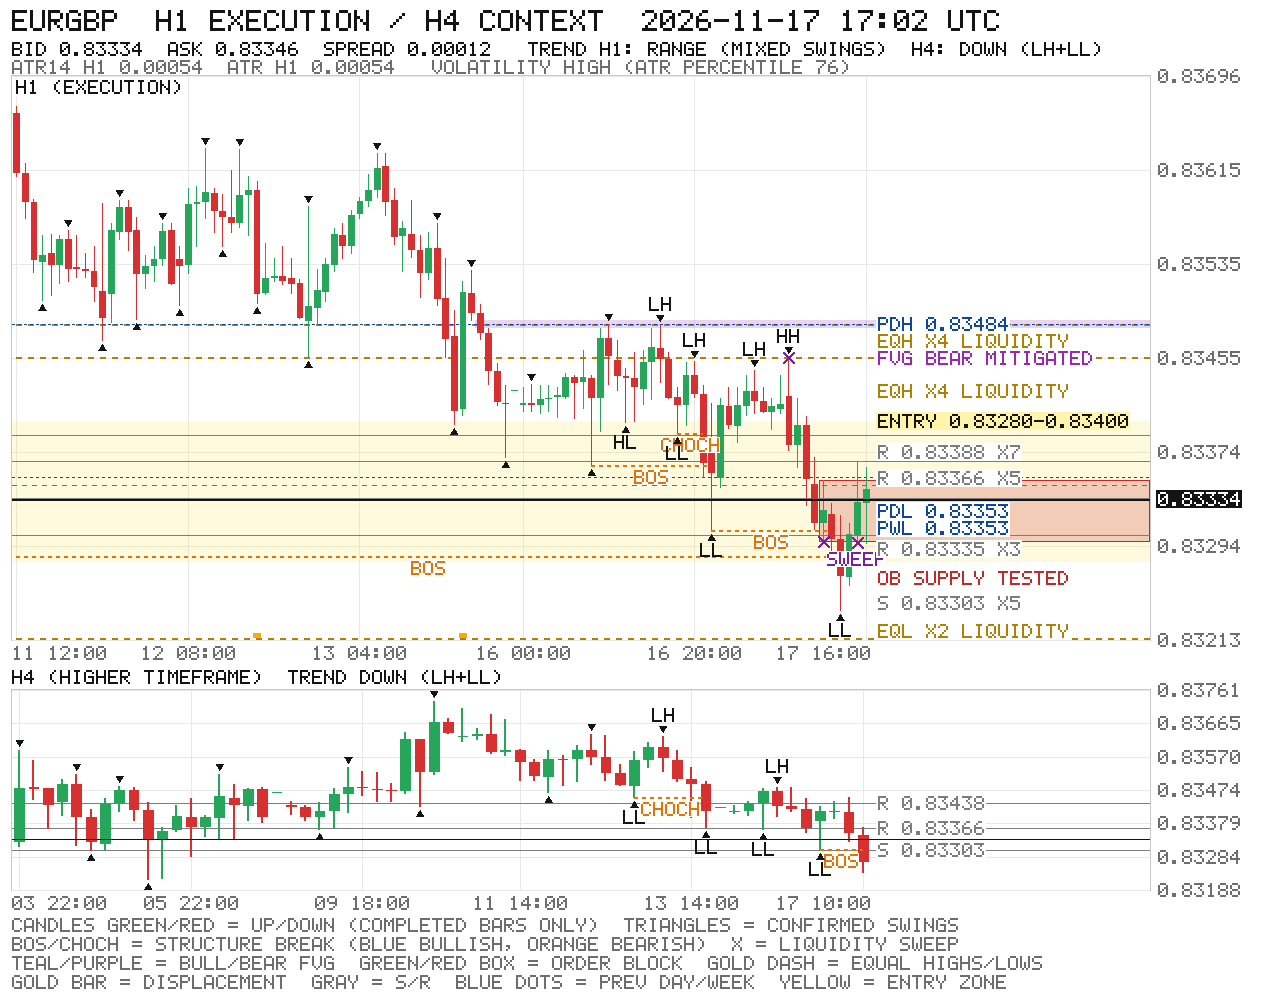 EURGBP  H1 EXECUTION / H4 CONTEXT  2026-11-17 17:02 UTC
BID 0.83334  ASK 0.83346  SPREAD 0.00012  TREND H1: RANGE (MIXED SWINGS)  H4: DOWN (LH+LL)
ATR14 H1 0.00054  ATR H1 0.00054  VOLATILITY HIGH (ATR PERCENTILE 76)
H1 (EXECUTION)
0.83696
0.83615
0.83535
LH
PDH 0.83484
HH
LH
EQH X4 LIQUIDITY
LH
FVG BEAR MITIGATED
0.83455
EQH X4 LIQUIDITY
ENTRY 0.83280-0.83400
HL
CHOCH
LL
R 0.83388 X7
0.83374
BOS
R 0.83366 X5
0.83334
PDL 0.83353
PWL 0.83353
LL
BOS
R 0.83335 X3
0.83294
SWEEP
BOS
OB SUPPLY TESTED
S 0.83303 X5
LL
EQL X2 LIQUIDITY
0.83213
11 12:00  12 08:00  13 04:00  16 00:00  16 20:00  17 16:00
H4 (HIGHER TIMEFRAME)  TREND DOWN (LH+LL)
0.83761
LH
0.83665
0.83570
LH
0.83474
R 0.83438
CHOCH
LL
0.83379
R 0.83366
LL
LL
S 0.83303
0.83284
BOS
LL
0.83188
03 22:00  05 22:00  09 18:00  11 14:00  13 14:00  17 10:00
CANDLES GREEN/RED = UP/DOWN (COMPLETED BARS ONLY)  TRIANGLES = CONFIRMED SWINGS
BOS/CHOCH = STRUCTURE BREAK (BLUE BULLISH, ORANGE BEARISH)  X = LIQUIDITY SWEEP
TEAL/PURPLE = BULL/BEAR FVG  GREEN/RED BOX = ORDER BLOCK  GOLD DASH = EQUAL HIGHS/LOWS
GOLD BAR = DISPLACEMENT  GRAY = S/R  BLUE DOTS = PREV DAY/WEEK  YELLOW = ENTRY ZONE